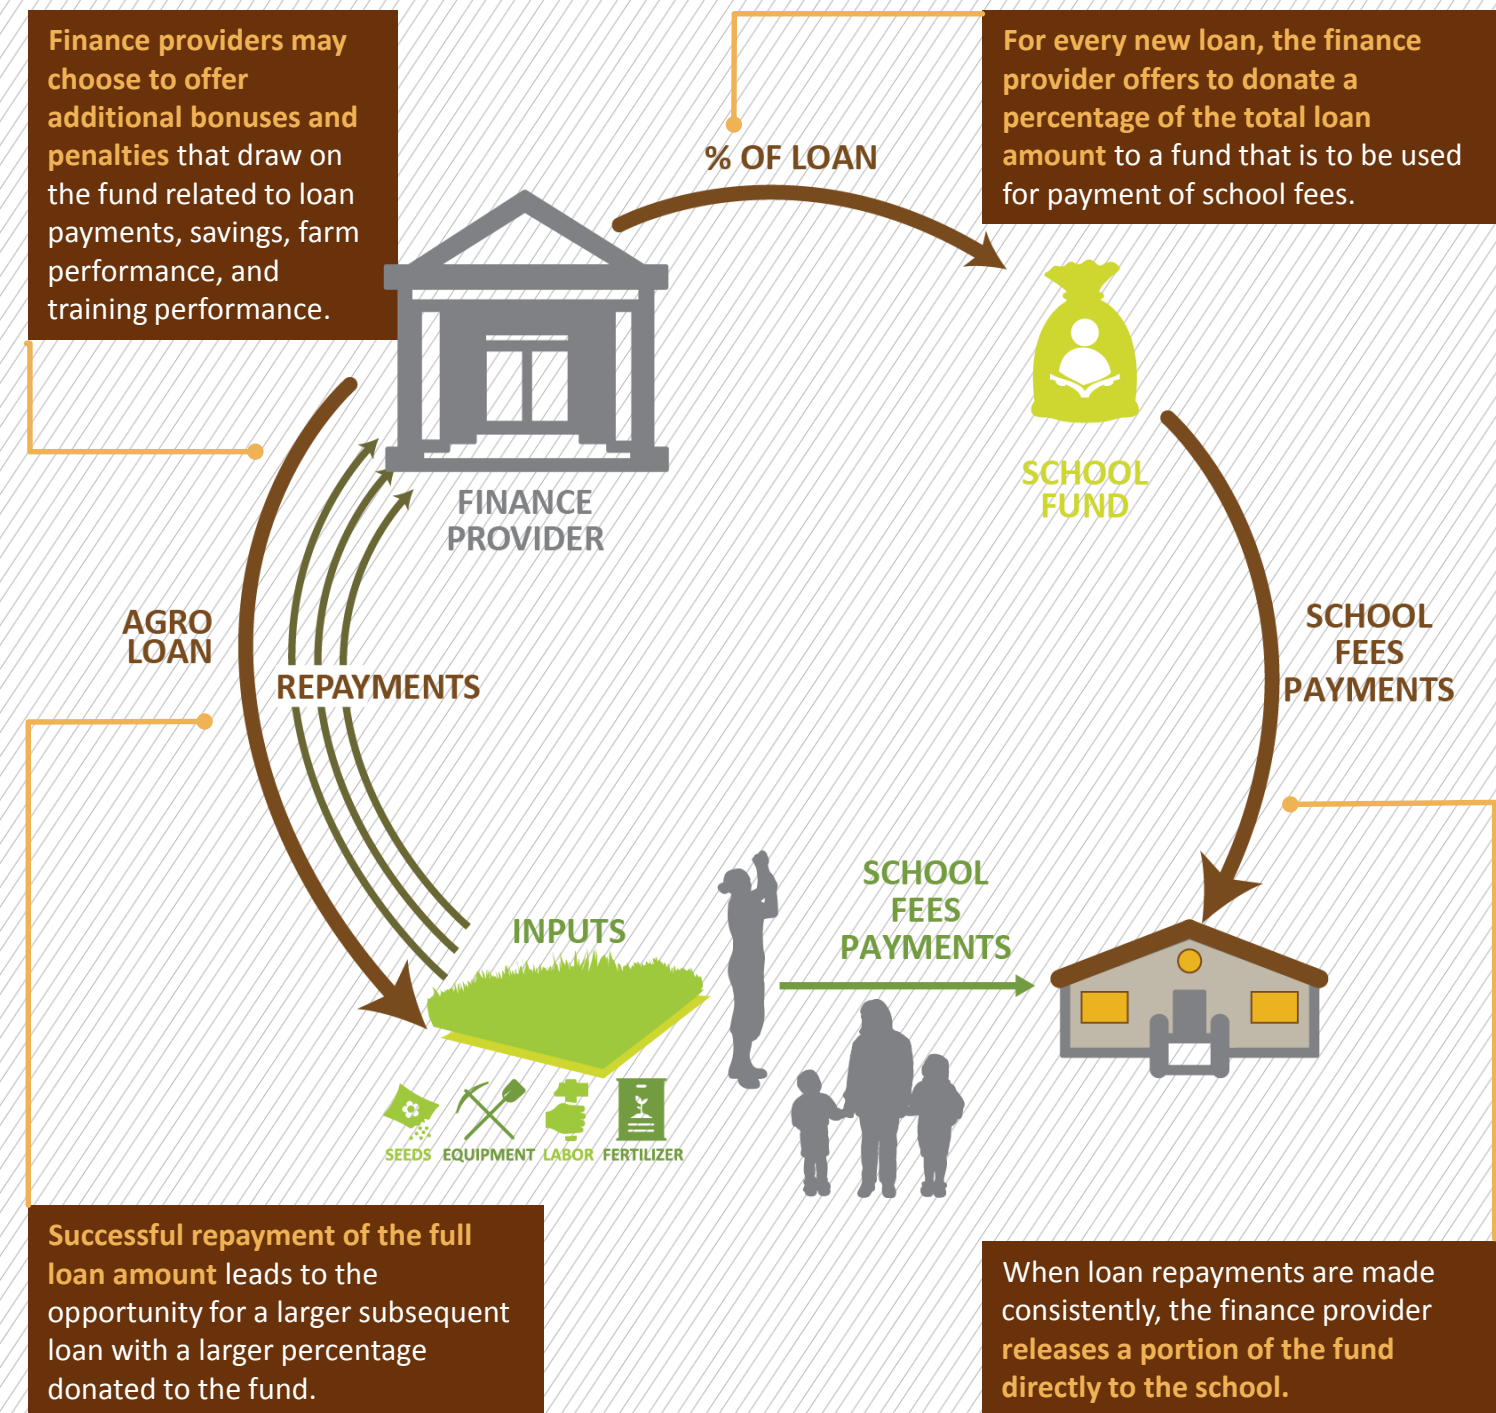 Finance providers may
choose to offer
additional bonuses and
penalties that draw on
the fund related to loan
payments, savings, farm
performance, and
training performance.
For every new loan, the finance
provider offers to donate a
percentage of the total loan
amount to a fund that is to be used
for payment of school fees.
% OF LOAN
FINANCE
PROVIDER
SCHOOL
FUND
AGRO
LOAN
REPAYMENTS
SCHOOL
FEES
PAYMENTS
INPUTS
SCHOOL
FEES
PAYMENTS
SEEDS EQUIPMENT LABOR FERTILIZER
Successful repayment of the full
loan amount leads to the
opportunity for a larger subsequent
loan with a larger percentage
donated to the fund.
When loan repayments are made
consistently, the finance provider
releases a portion of the fund
directly to the school.